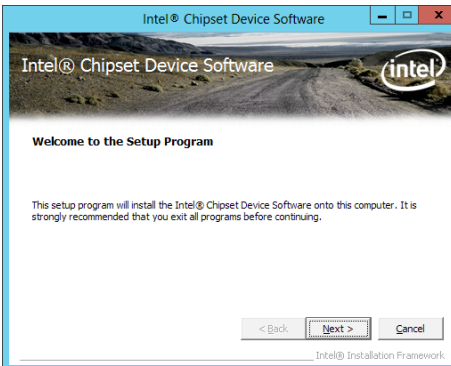 Intel® Chipset Device Software
Intel® Chipset Device Software
intel
Welcome to the Setup Program
This setup program will install the Intel® Chipset Device Software onto this computer. It is
strongly recommended that you exit all programs before continuing.
< Back
Next >
Cancel
Intel® Installation Framework